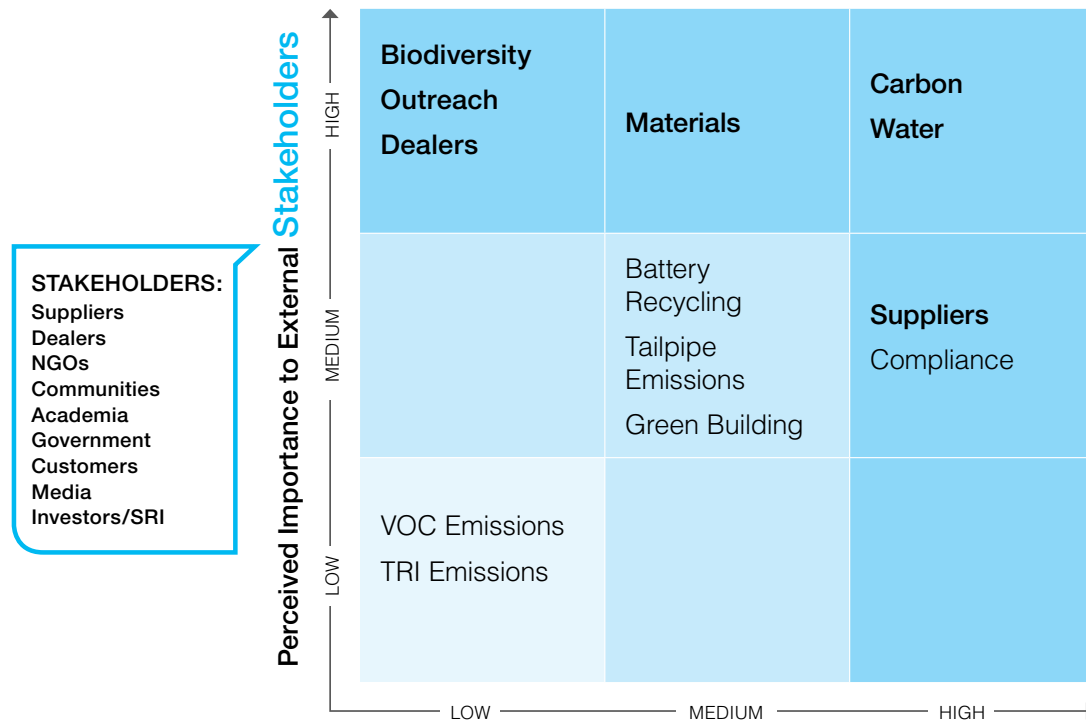 STAKEHOLDERS:
Suppliers
Dealers
NGOs
Communities
Academia
Government
Customers
Media
Investors/SRI
Perceived Importance to External Stakeholders
HIGH
MEDIUM
LOW
Biodiversity
Outreach
Dealers
Materials
Carbon
Water
Battery
Recycling
Tailpipe
Emissions
Green Building
Suppliers
Compliance
VOC Emissions
TRI Emissions
LOW
MEDIUM
HIGH